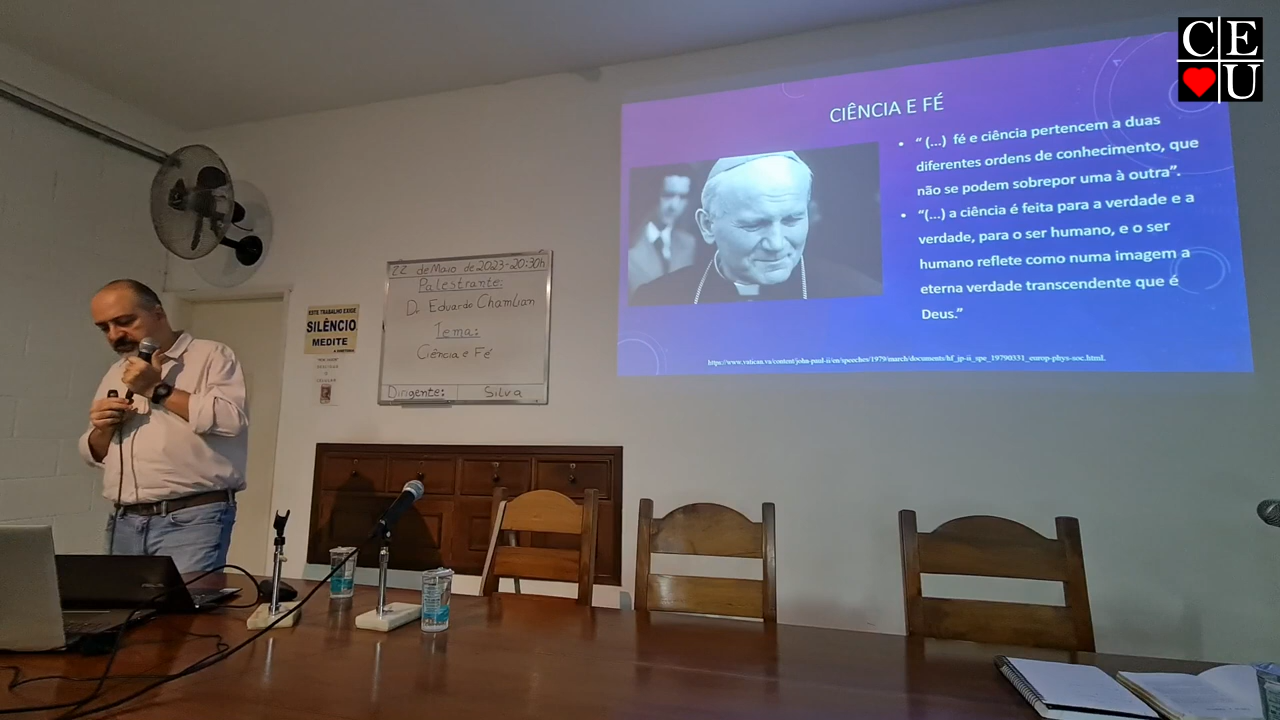 CE
U
CIÊNCIA E FÉ
• “ (...) fé e ciência pertencem a duas
diferentes ordens de conhecimento, que
não se podem sobrepor uma à outra”.
• “(...) a ciência é feita para a verdade e a
verdade, para o ser humano, e o ser
humano reflete como numa imagem a
eterna verdade transcendente que é
Deus.”
https://www.vatican.va/content/john-paul-ii/en/speeches/1979/march/documents/hf_jp-ii_spe_19790331_europ-phys-soc.html.
22 de Maio de 2023-20:30h
Palestrante:
Dr Eduardo Chamlian
Tema:
Ciência e Fé
Dirigente: Silva
ESTE TRABALHO EXIGE
SILÊNCIO
MEDITE
A DIRETORIA